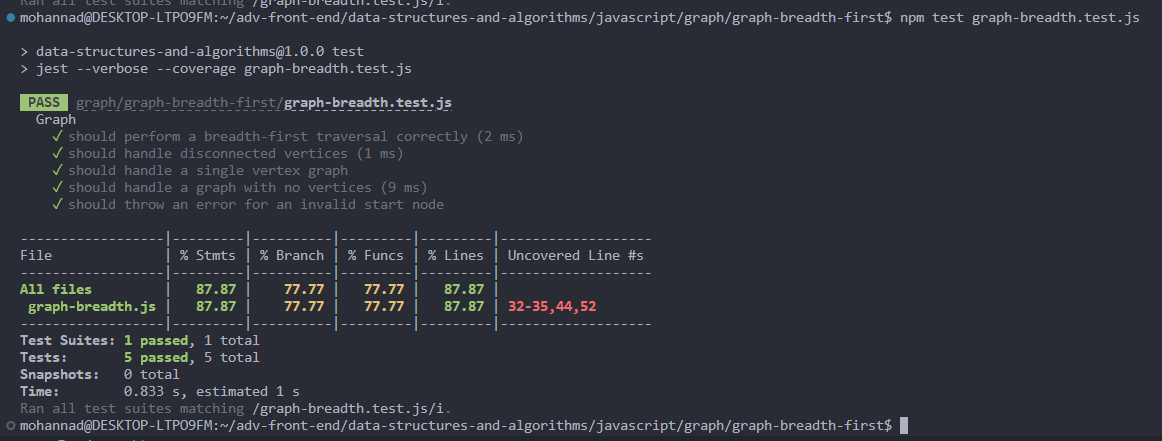 Ran all test suites matching /graph-breadth.test.js/i.
mohannad@DESKTOP-LTPO9FM:~/adv-front-end/data-structures-and-algorithms/javascript/graph/graph-breadth-first$ npm test graph-breadth.test.js
> data-structures-and-algorithms@1.0.0 test
> jest --verbose --coverage graph-breadth.test.js
PASS graph/graph-breadth-first/graph-breadth.test.js
Graph
✓ should perform a breadth-first traversal correctly (2 ms)
✓ should handle disconnected vertices (1 ms)
✓ should handle a single vertex graph
✓ should handle a graph with no vertices (9 ms)
✓ should throw an error for an invalid start node
------------------|---------|----------|---------|---------|-------------------
File | % Stmts | % Branch | % Funcs | % Lines | Uncovered Line #s
------------------|---------|----------|---------|---------|-------------------
All files | 87.87 | 77.77 | 77.77 | 87.87 |
graph-breadth.js | 87.87 | 77.77 | 77.77 | 87.87 | 32-35,44,52
------------------|---------|----------|---------|---------|-------------------
Test Suites: 1 passed, 1 total
Tests: 5 passed, 5 total
Snapshots: 0 total
Time: 0.833 s, estimated 1 s
Ran all test suites matching /graph-breadth.test.js/i.
mohannad@DESKTOP-LTPO9FM:~/adv-front-end/data-structures-and-algorithms/javascript/graph/graph-breadth-first$